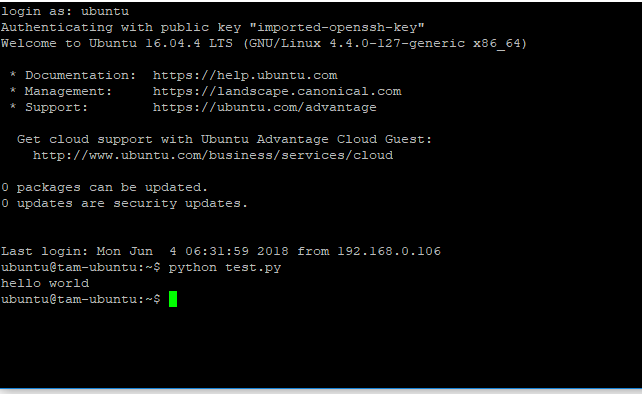 login as: ubuntu
Authenticating with public key "imported-openssh-key"
Welcome to Ubuntu 16.04.4 LTS (GNU/Linux 4.4.0-127-generic x86_64)
* Documentation:  https://help.ubuntu.com
* Management:     https://landscape.canonical.com
* Support:        https://ubuntu.com/advantage
Get cloud support with Ubuntu Advantage Cloud Guest:
http://www.ubuntu.com/business/services/cloud
0 packages can be updated.
0 updates are security updates.
Last login: Mon Jun  4 06:31:59 2018 from 192.168.0.106
ubuntu@tam-ubuntu:~$ python test.py
hello world
ubuntu@tam-ubuntu:~$